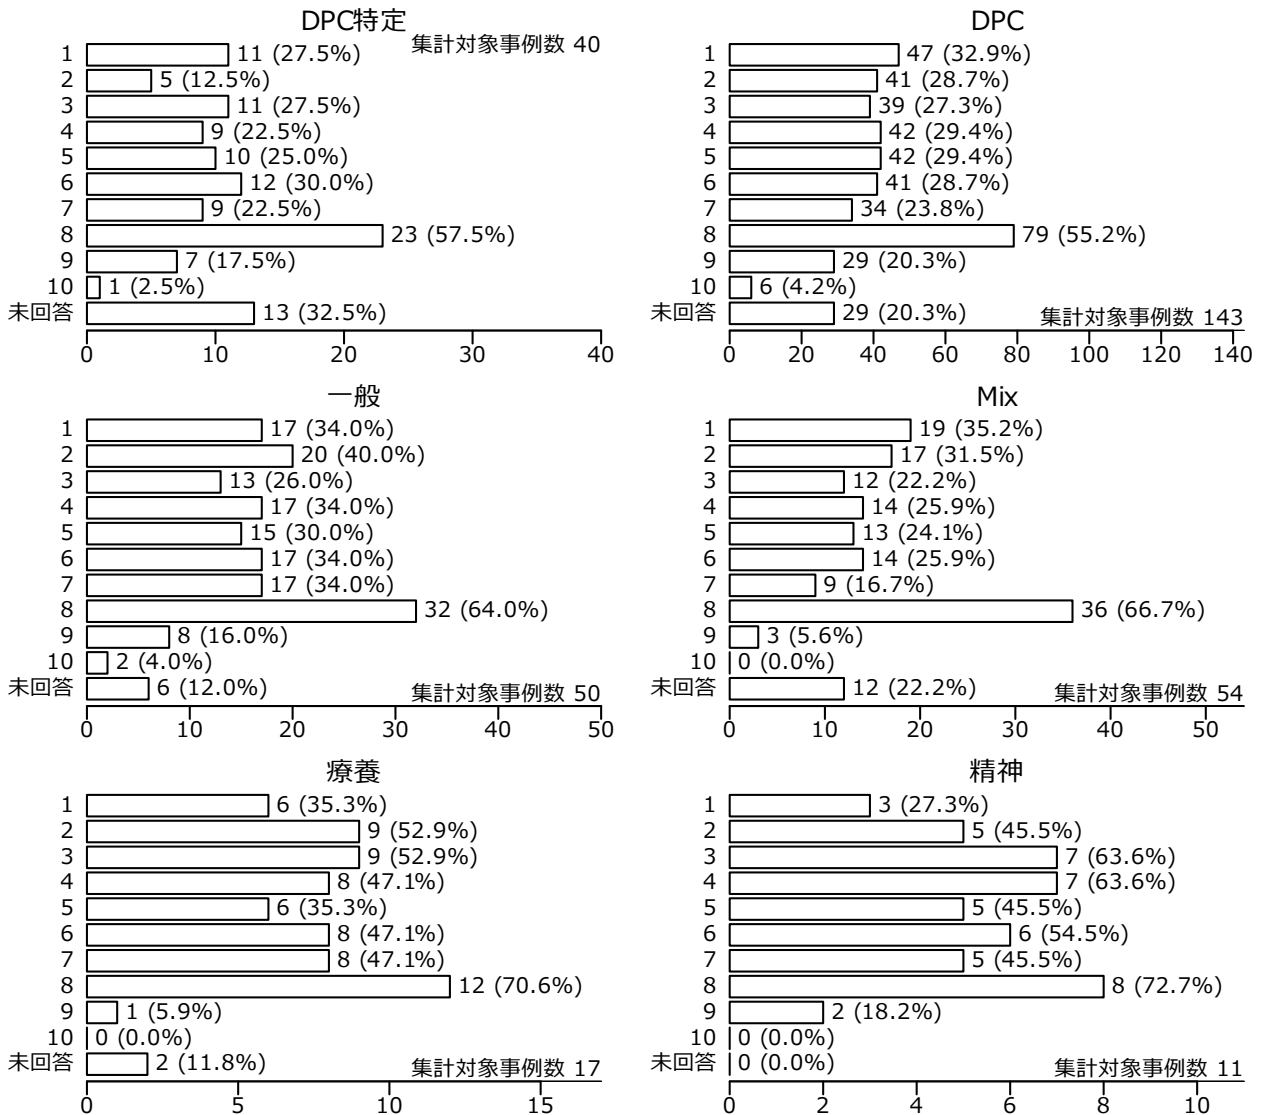 DPC特定
集計対象事例数 40
1 11 (27.5%)
2 5 (12.5%)
3 11 (27.5%)
4 9 (22.5%)
5 10 (25.0%)
6 12 (30.0%)
7 9 (22.5%)
8 23 (57.5%)
9 7 (17.5%)
10 1 (2.5%)
未回答 13 (32.5%)
0 10 20 30 40
DPC
1 47 (32.9%)
2 41 (28.7%)
3 39 (27.3%)
4 42 (29.4%)
5 42 (29.4%)
6 41 (28.7%)
7 34 (23.8%)
8 79 (55.2%)
9 29 (20.3%)
10 6 (4.2%)
未回答 29 (20.3%)
集計対象事例数 143
0 20 40 60 80 100 120 140
一般
1 17 (34.0%)
2 20 (40.0%)
3 13 (26.0%)
4 17 (34.0%)
5 15 (30.0%)
6 17 (34.0%)
7 17 (34.0%)
8 32 (64.0%)
9 8 (16.0%)
10 2 (4.0%)
未回答 6 (12.0%)
集計対象事例数 50
0 10 20 30 40 50
Mix
1 19 (35.2%)
2 17 (31.5%)
3 12 (22.2%)
4 14 (25.9%)
5 13 (24.1%)
6 14 (25.9%)
7 9 (16.7%)
8 36 (66.7%)
9 3 (5.6%)
10 0 (0.0%)
未回答 12 (22.2%)
集計対象事例数 54
0 10 20 30 40 50
療養
1 6 (35.3%)
2 9 (52.9%)
3 9 (52.9%)
4 8 (47.1%)
5 6 (35.3%)
6 8 (47.1%)
7 8 (47.1%)
8 12 (70.6%)
9 1 (5.9%)
10 0 (0.0%)
未回答 2 (11.8%)
集計対象事例数 17
0 5 10 15
精神
1 3 (27.3%)
2 5 (45.5%)
3 7 (63.6%)
4 7 (63.6%)
5 5 (45.5%)
6 6 (54.5%)
7 5 (45.5%)
8 8 (72.7%)
9 2 (18.2%)
10 0 (0.0%)
未回答 0 (0.0%)
集計対象事例数 11
0 2 4 6 8 10